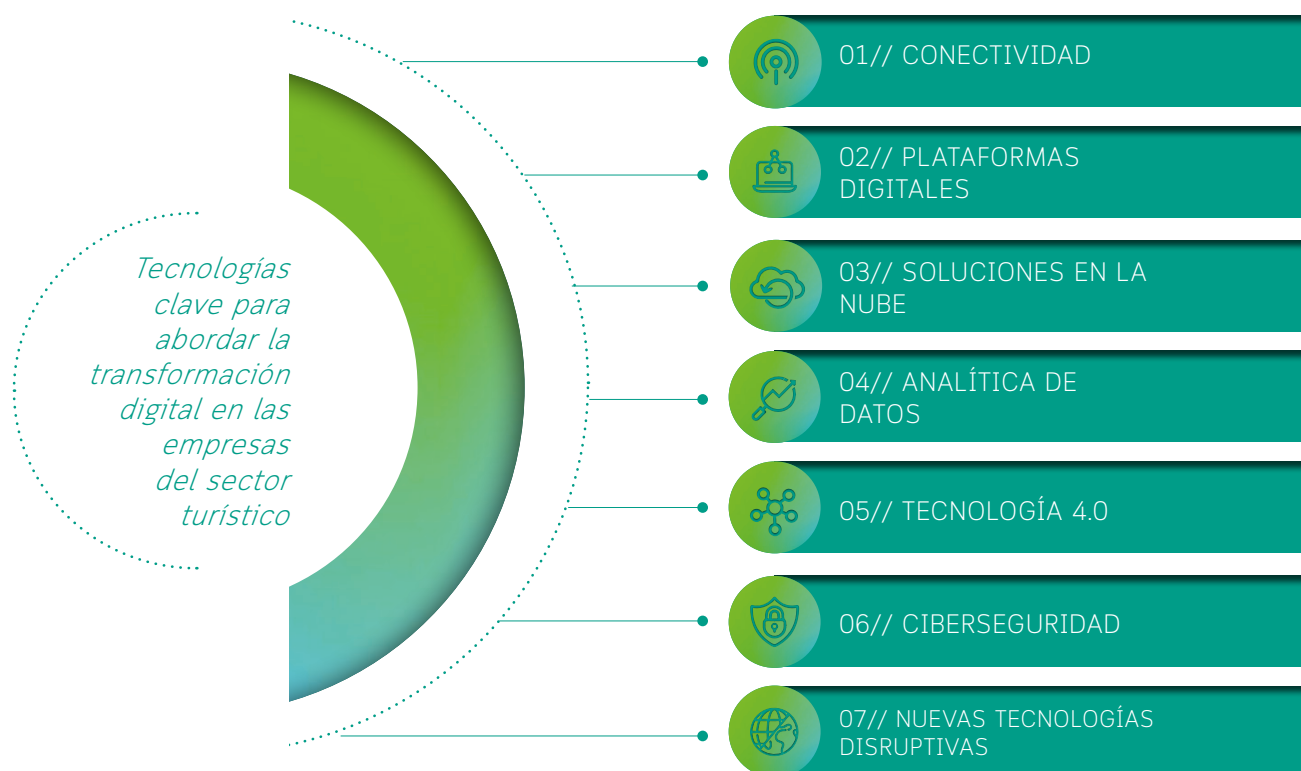 Tecnologías
clave para
abordar la
transformación
digital en las
empresas
del sector
turístico
01// CONECTIVIDAD
02// PLATAFORMAS
DIGITALES
03// SOLUCIONES EN LA
NUBE
04// ANALÍTICA DE
DATOS
05// TECNOLOGÍA 4.0
06// CIBERSEGURIDAD
07// NUEVAS TECNOLOGÍAS
DISRUPTIVAS